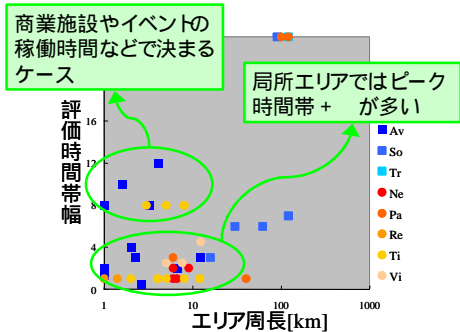 商業施設やイベントの
稼働時間などで決まる
ケース
局所エリアではピーク
時間帯+ が多い
評価時間帯幅
16
12
8
4
0
1
10
100
1000
エリア周長[km]
Av
So
Tr
Ne
Pa
Re
Ti
Vi